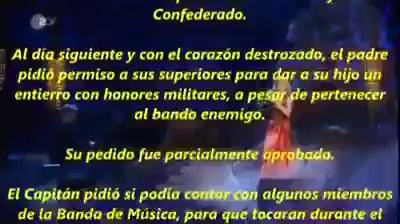 Confederado.
Al día siguiente y con el corazón destrozado, el padre
pidió permiso a sus superiores para dar a su hijo un
entierro con honores militares, a pesar de pertenecer
al bando enemigo.
Su pedido fue parcialmente aprobado.
El Capitán pidió si podía contar con algunos miembros
de la Banda de Música, para que tocaran durante el